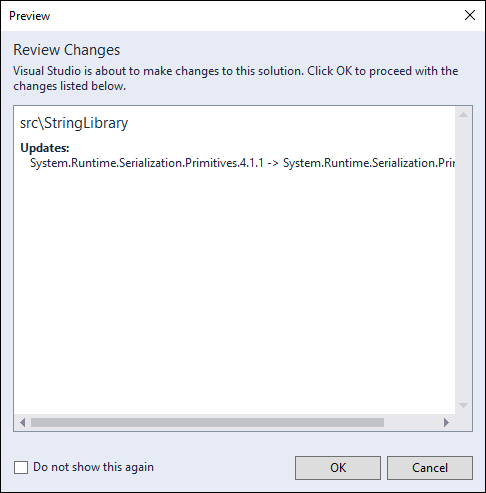 Preview
Review Changes
Visual Studio is about to make changes to this solution. Click OK to proceed with the
changes listed below.
src\StringLibrary
Updates:
System.Runtime.Serialization.Primitives.4.1.1 -> System.Runtime.Serialization.Pri
Do not show this again
OK
Cancel